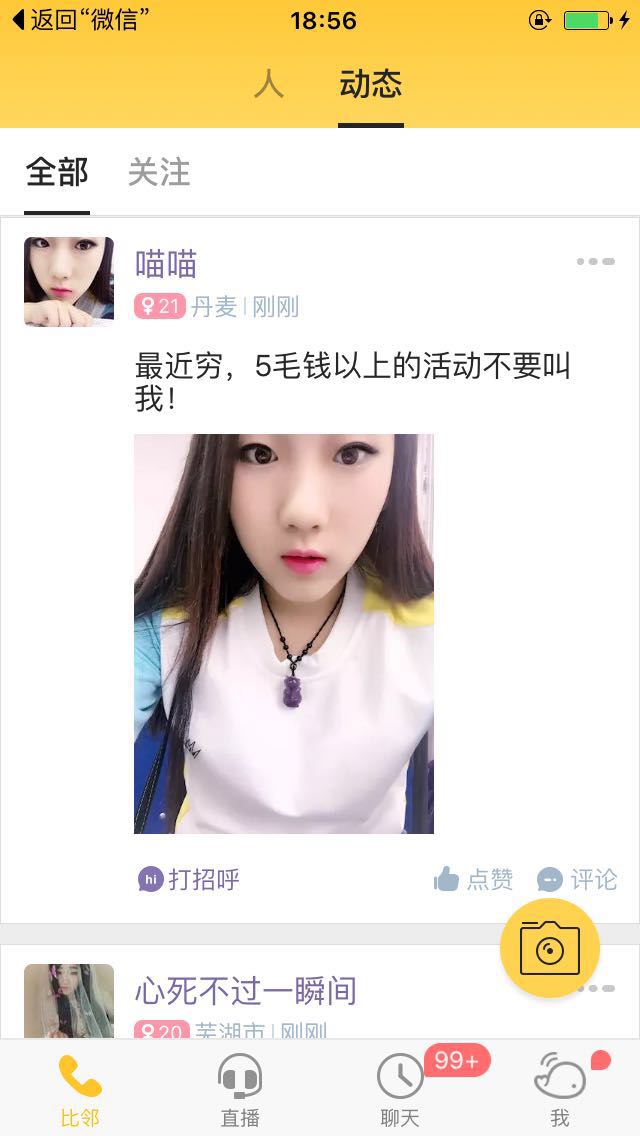 返回“微信” 18:56
人 动态
全部 关注
喵喵
21 丹麦 刚刚
最近穷，5毛钱以上的活动不要叫
我！
hi 打招呼 点赞 评论
心死不过一瞬间
20 芜湖市 刚刚
99+
比邻 直播 聊天 我